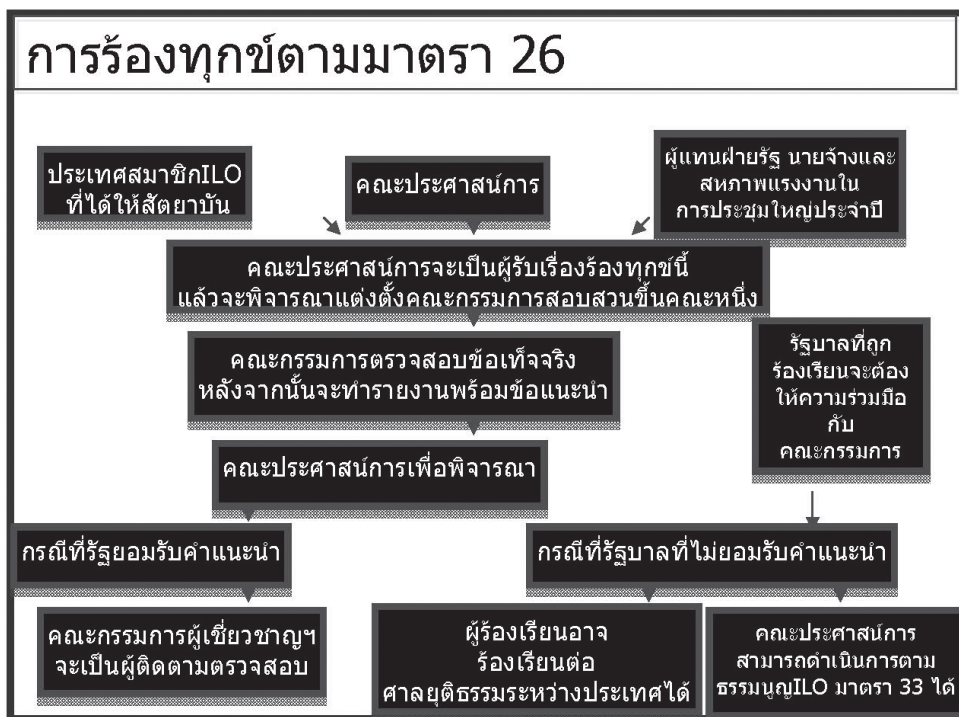 การร้องทุกข์ตามมาตรา 26
ประเทศสมาชิกILO
ที่ได้ให้สัตยาบัน
คณะประศาสน์การ
ผู้แทนฝ่ายรัฐ นายจ้างและ
สหภาพแรงงานใน
การประชุมใหญ่ประจำปี
คณะประศาสน์การจะเป็นผู้รับเรื่องร้องทุกข์นี้
แล้วจะพิจารณาแต่งตั้งคณะกรรมการสอบสวนขึ้นคณะหนึ่ง
คณะกรรมการตรวจสอบข้อเท็จจริง
หลังจากนั้นจะทำรายงานพร้อมข้อแนะนำ
รัฐบาลที่ถูก
ร้องเรียนจะต้อง
ให้ความร่วมมือ
กับ
คณะกรรมการ
คณะประศาสน์การเพื่อพิจารณา
กรณีที่รัฐยอมรับคำแนะนำ
กรณีที่รัฐบาลที่ไม่ยอมรับคำแนะนำ
คณะกรรมการผู้เชี่ยวชาญฯ
จะเป็นผู้ติดตามตรวจสอบ
ผู้ร้องเรียนอาจ
ร้องเรียนต่อ
ศาลยุติธรรมระหว่างประเทศได้
คณะประศาสน์การ
สามารถดำเนินการตาม
ธรรมนูญILO มาตรา 33 ได้